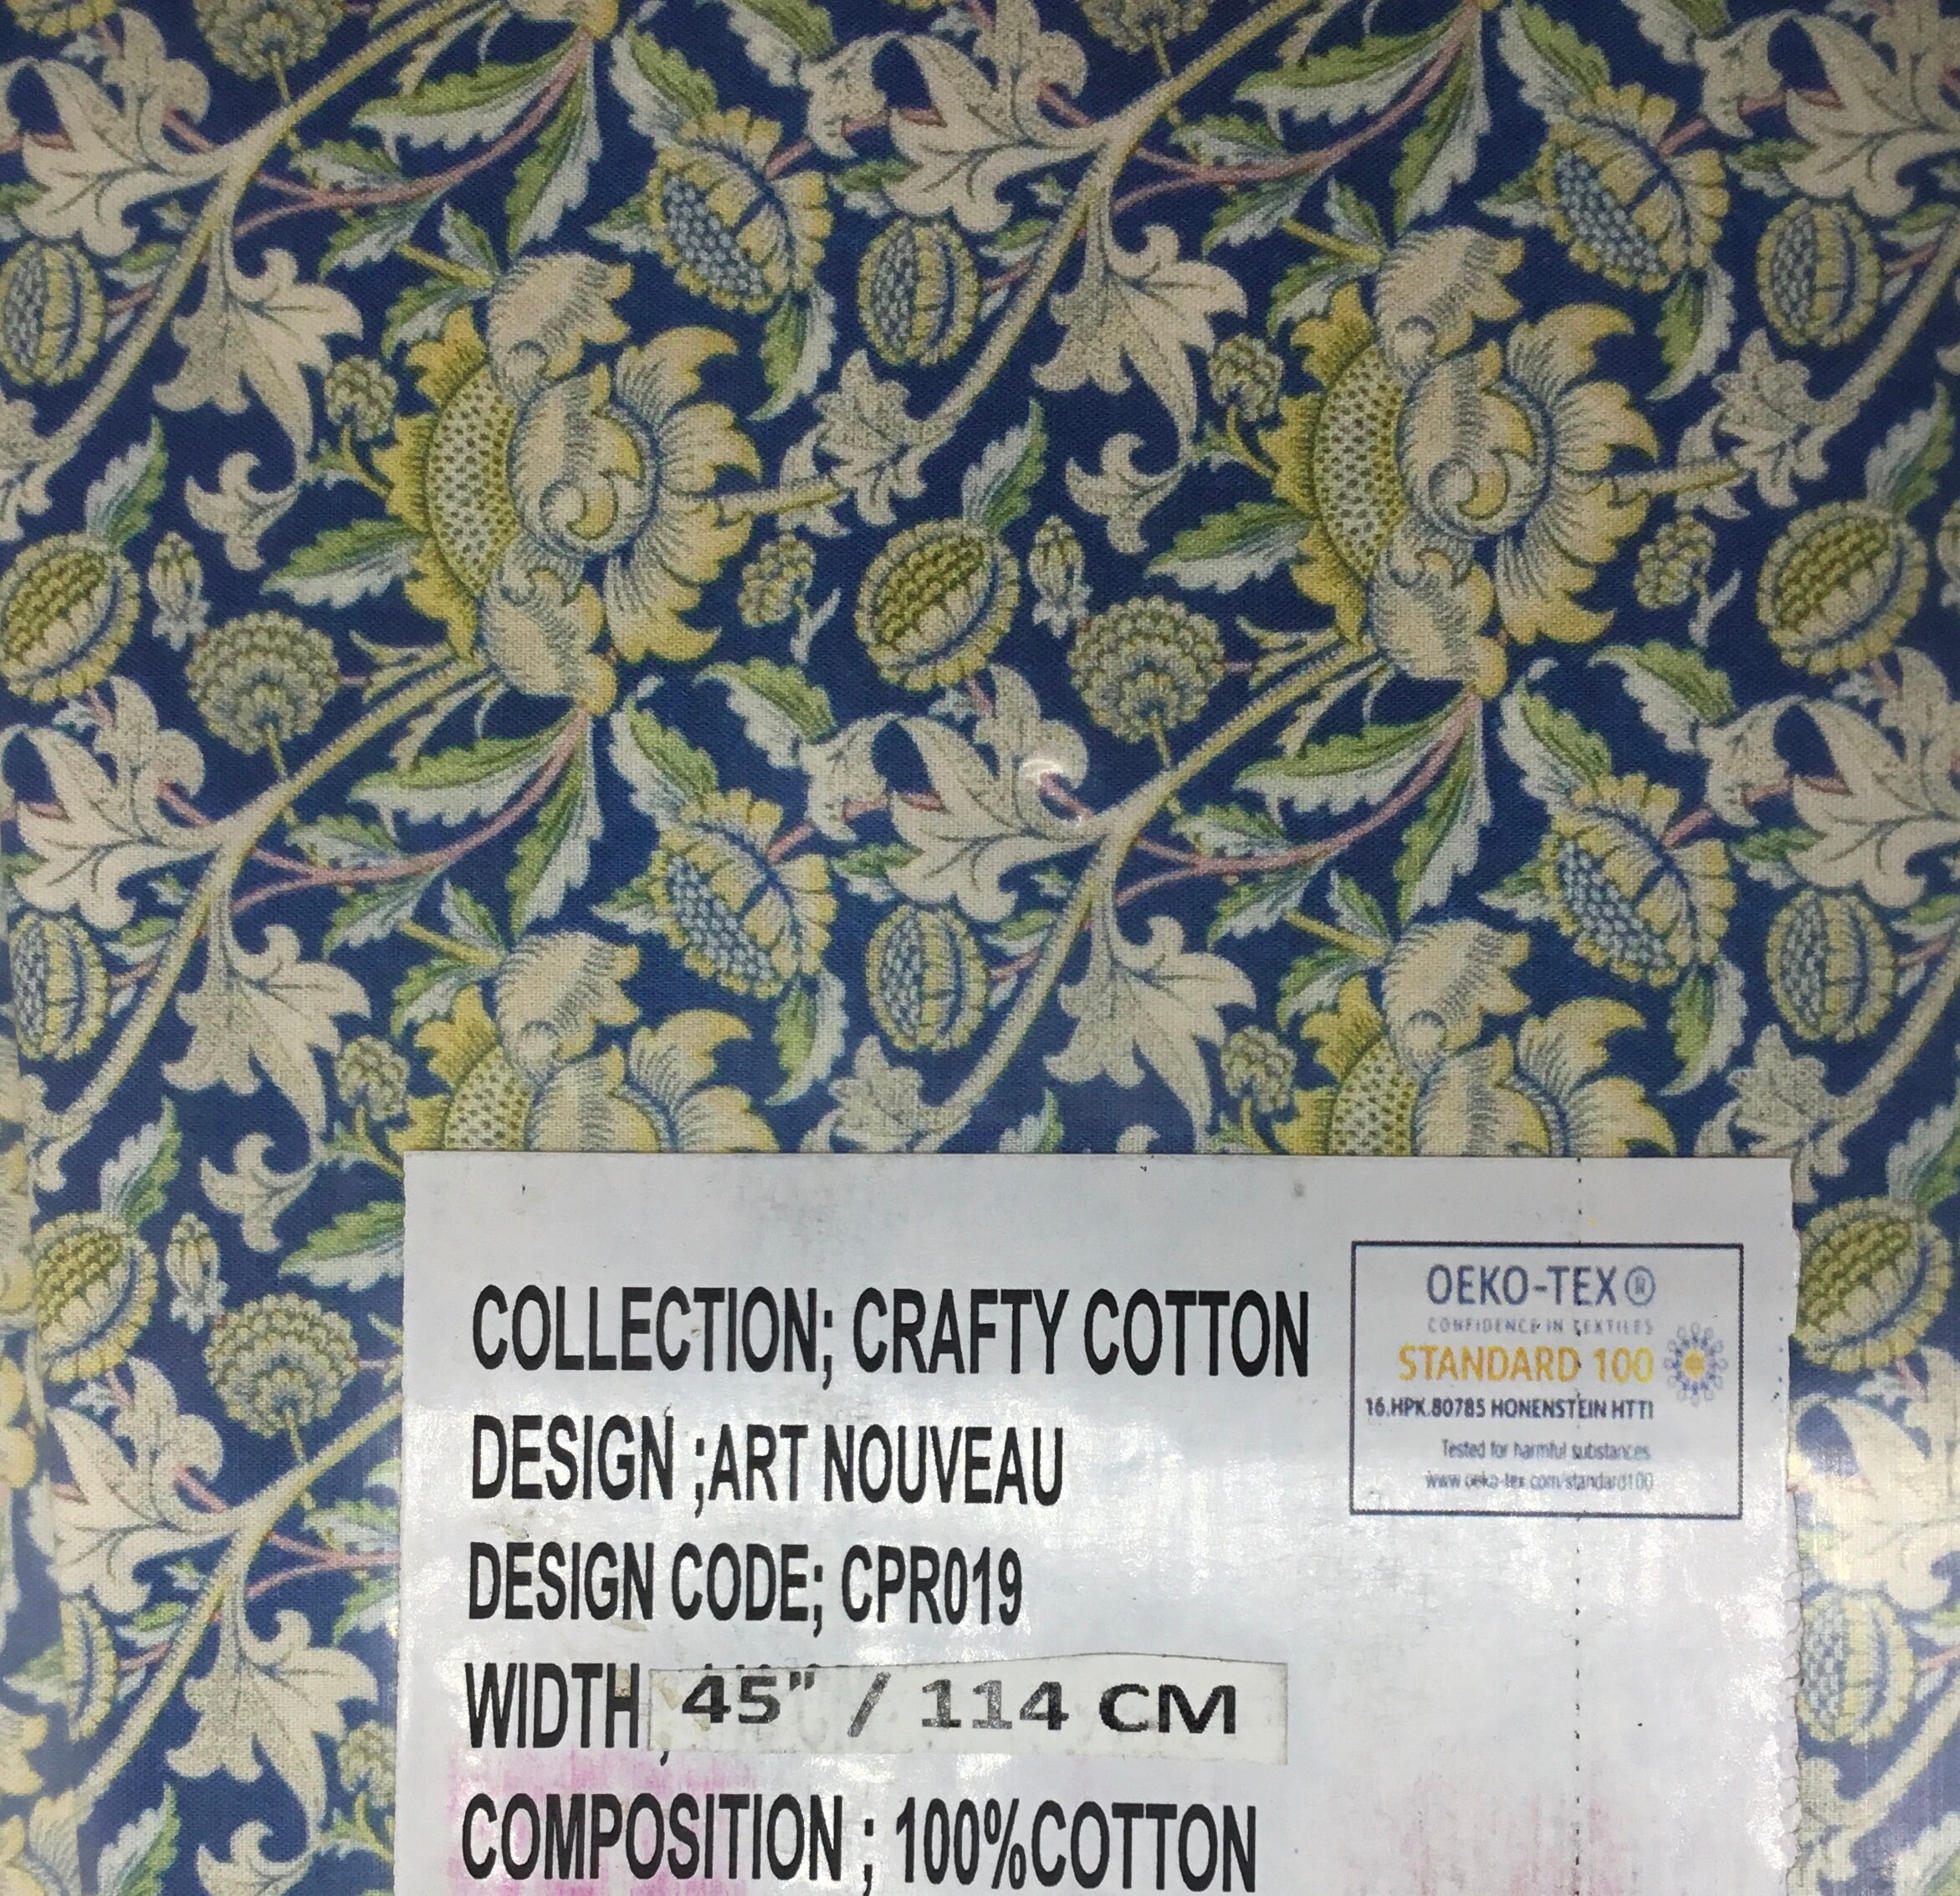 COLLECTION; CRAFTY COTTON
DESIGN ;ART NOUVEAU
DESIGN CODE; CPR019
WIDTH; 45" / 114 CM
COMPOSITION ; 100%COTTON
OEKO-TEX®
CONFIDENCE IN TEXTILES
STANDARD 100
16.HPK.80785 HONENSTEIN HTTI
Tested for harmful substances
www.oeko-tex.com/standard100